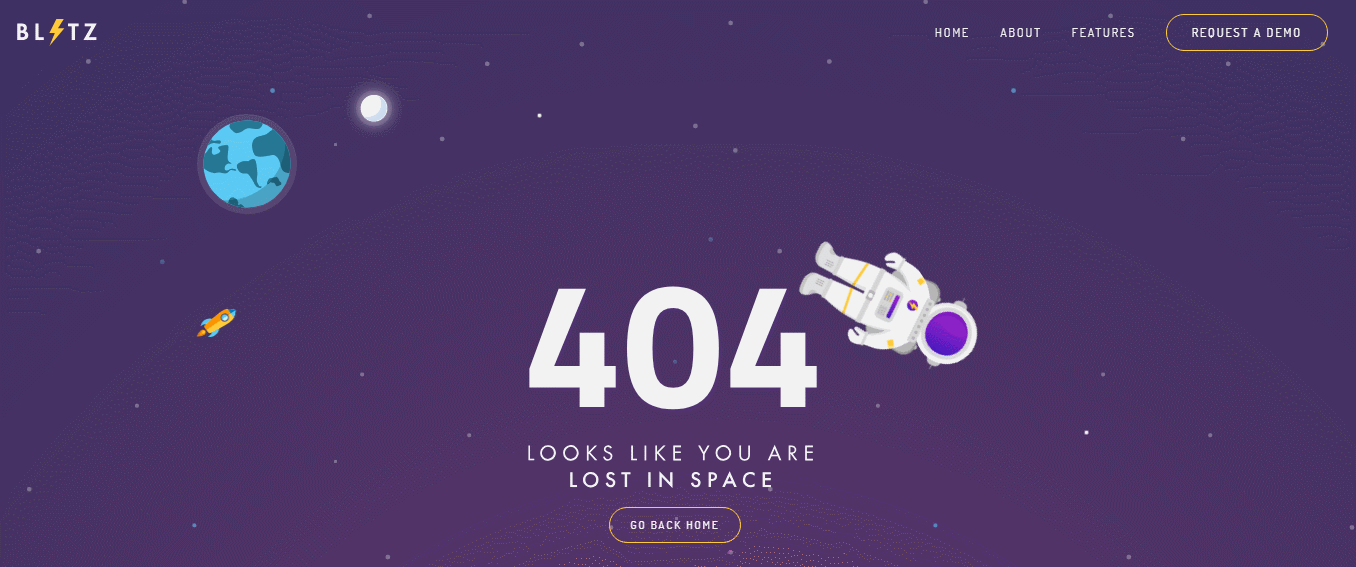 BLITZ
HOME
ABOUT
FEATURES
REQUEST A DEMO
404
LOOKS LIKE YOU ARE
LOST IN SPACE
GO BACK HOME